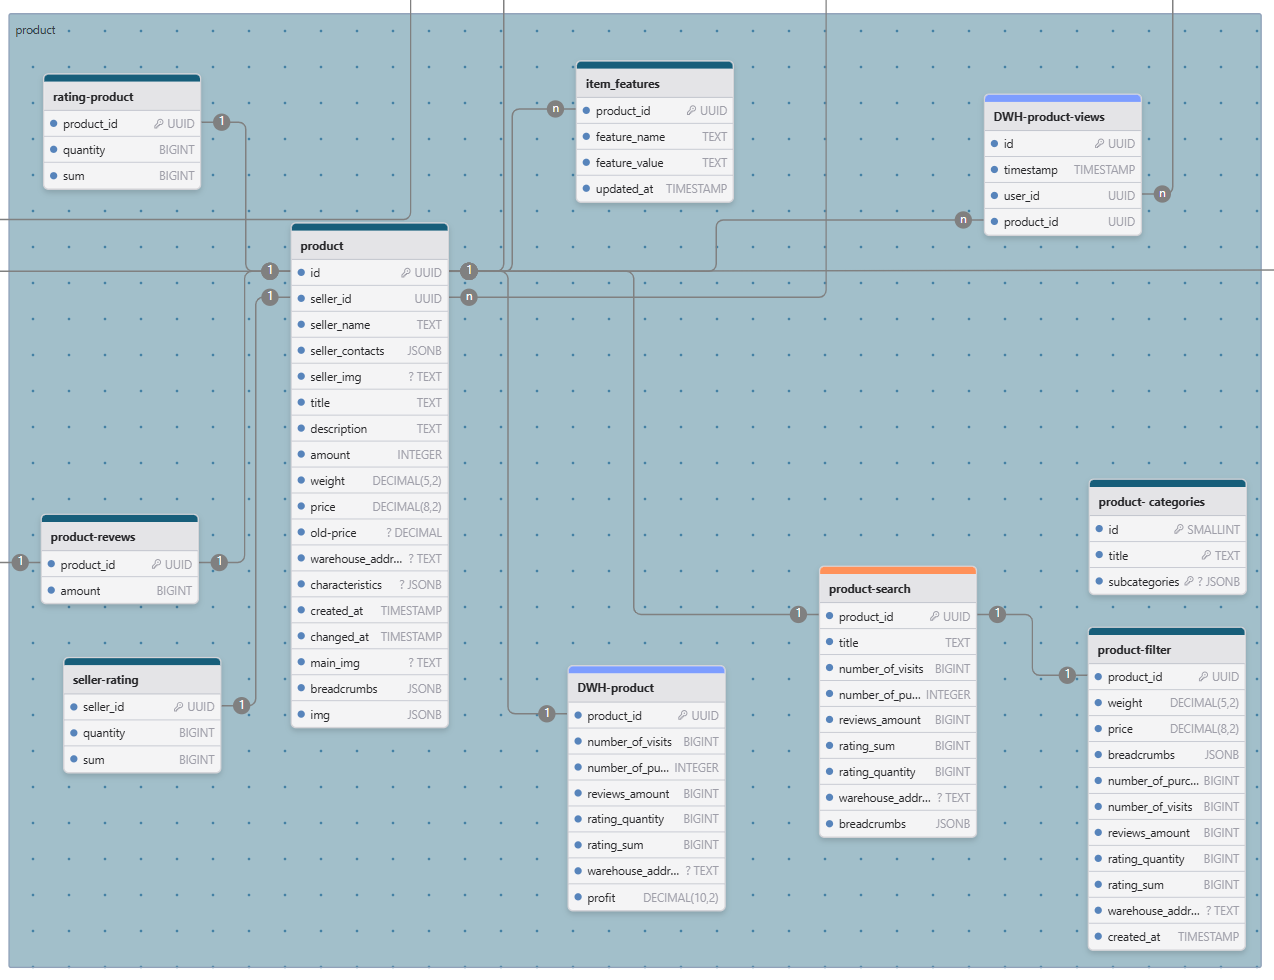 product
rating-product
product_id UUID
quantity BIGINT
sum BIGINT
1
item_features
product_id UUID
feature_name TEXT
feature_value TEXT
updated_at TIMESTAMP
n
DWH-product-views
id UUID
timestamp TIMESTAMP
user_id UUID
product_id UUID
n
n
product
id UUID
seller_id UUID
seller_name TEXT
seller_contacts JSONB
seller_img ? TEXT
title TEXT
description TEXT
amount INTEGER
weight DECIMAL(5,2)
price DECIMAL(8,2)
old-price ? DECIMAL
warehouse_addr... ? TEXT
characteristics ? JSONB
created_at TIMESTAMP
changed_at TIMESTAMP
main_img ? TEXT
breadcrumbs JSONB
img JSONB
1
1
1
n
product-revews
product_id UUID
amount BIGINT
1
1
seller-rating
seller_id UUID
quantity BIGINT
sum BIGINT
1
DWH-product
product_id UUID
number_of_visits BIGINT
number_of_pu... INTEGER
reviews_amount BIGINT
rating_quantity BIGINT
rating_sum BIGINT
warehouse_addr... ? TEXT
profit DECIMAL(10,2)
1
product-search
product_id UUID
title TEXT
number_of_visits BIGINT
number_of_pu... INTEGER
reviews_amount BIGINT
rating_sum BIGINT
rating_quantity BIGINT
warehouse_addr... ? TEXT
breadcrumbs JSONB
1
1
product- categories
id SMALLINT
title TEXT
subcategories ? JSONB
product-filter
product_id UUID
weight DECIMAL(5,2)
price DECIMAL(8,2)
breadcrumbs JSONB
number_of_purc... BIGINT
number_of_visits BIGINT
reviews_amount BIGINT
rating_quantity BIGINT
rating_sum BIGINT
warehouse_addr... ? TEXT
created_at TIMESTAMP
1